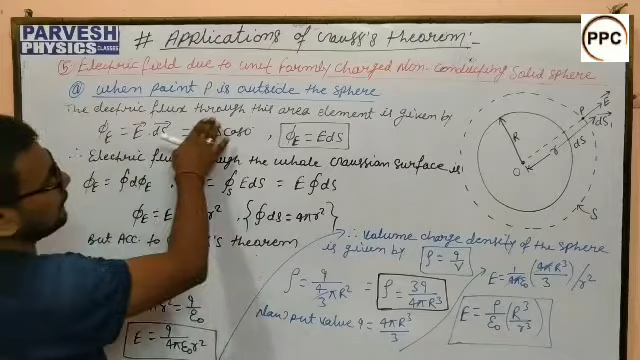 PARVESH
PHYSICS CLASSES
# Applications of Gauss's theorem:-
PPC
⑤ Electric field due to uniformly charged Non-conducting Solid sphere
ⓐ when point P is outside the sphere
The electric flux through this area element is given by
ϕE = E⃗ . dS⃗ = cos0° , ϕE = EdS
∴ Electric through the whole Gaussian surface is
ϕE = ∮dϕE , = ∮S EdS = E ∮dS
ϕE = E r² , {∮dS = 4πr²}
But Acc. to 's theorem
πr² = q/ε₀
E = q/4πε₀r²
∴ Volume charge density of the sphere
is given by ρ = q/V
ρ = q/(4/3 πR³) = ρ = 3q/4πR³
Now put value q = 4πR³/3
E = 1/4πε₀ (4πR³/3)/r²
E = ρ/ε₀ (R³/r³)
R
O
r
P
E⃗
dS⃗
dS
S